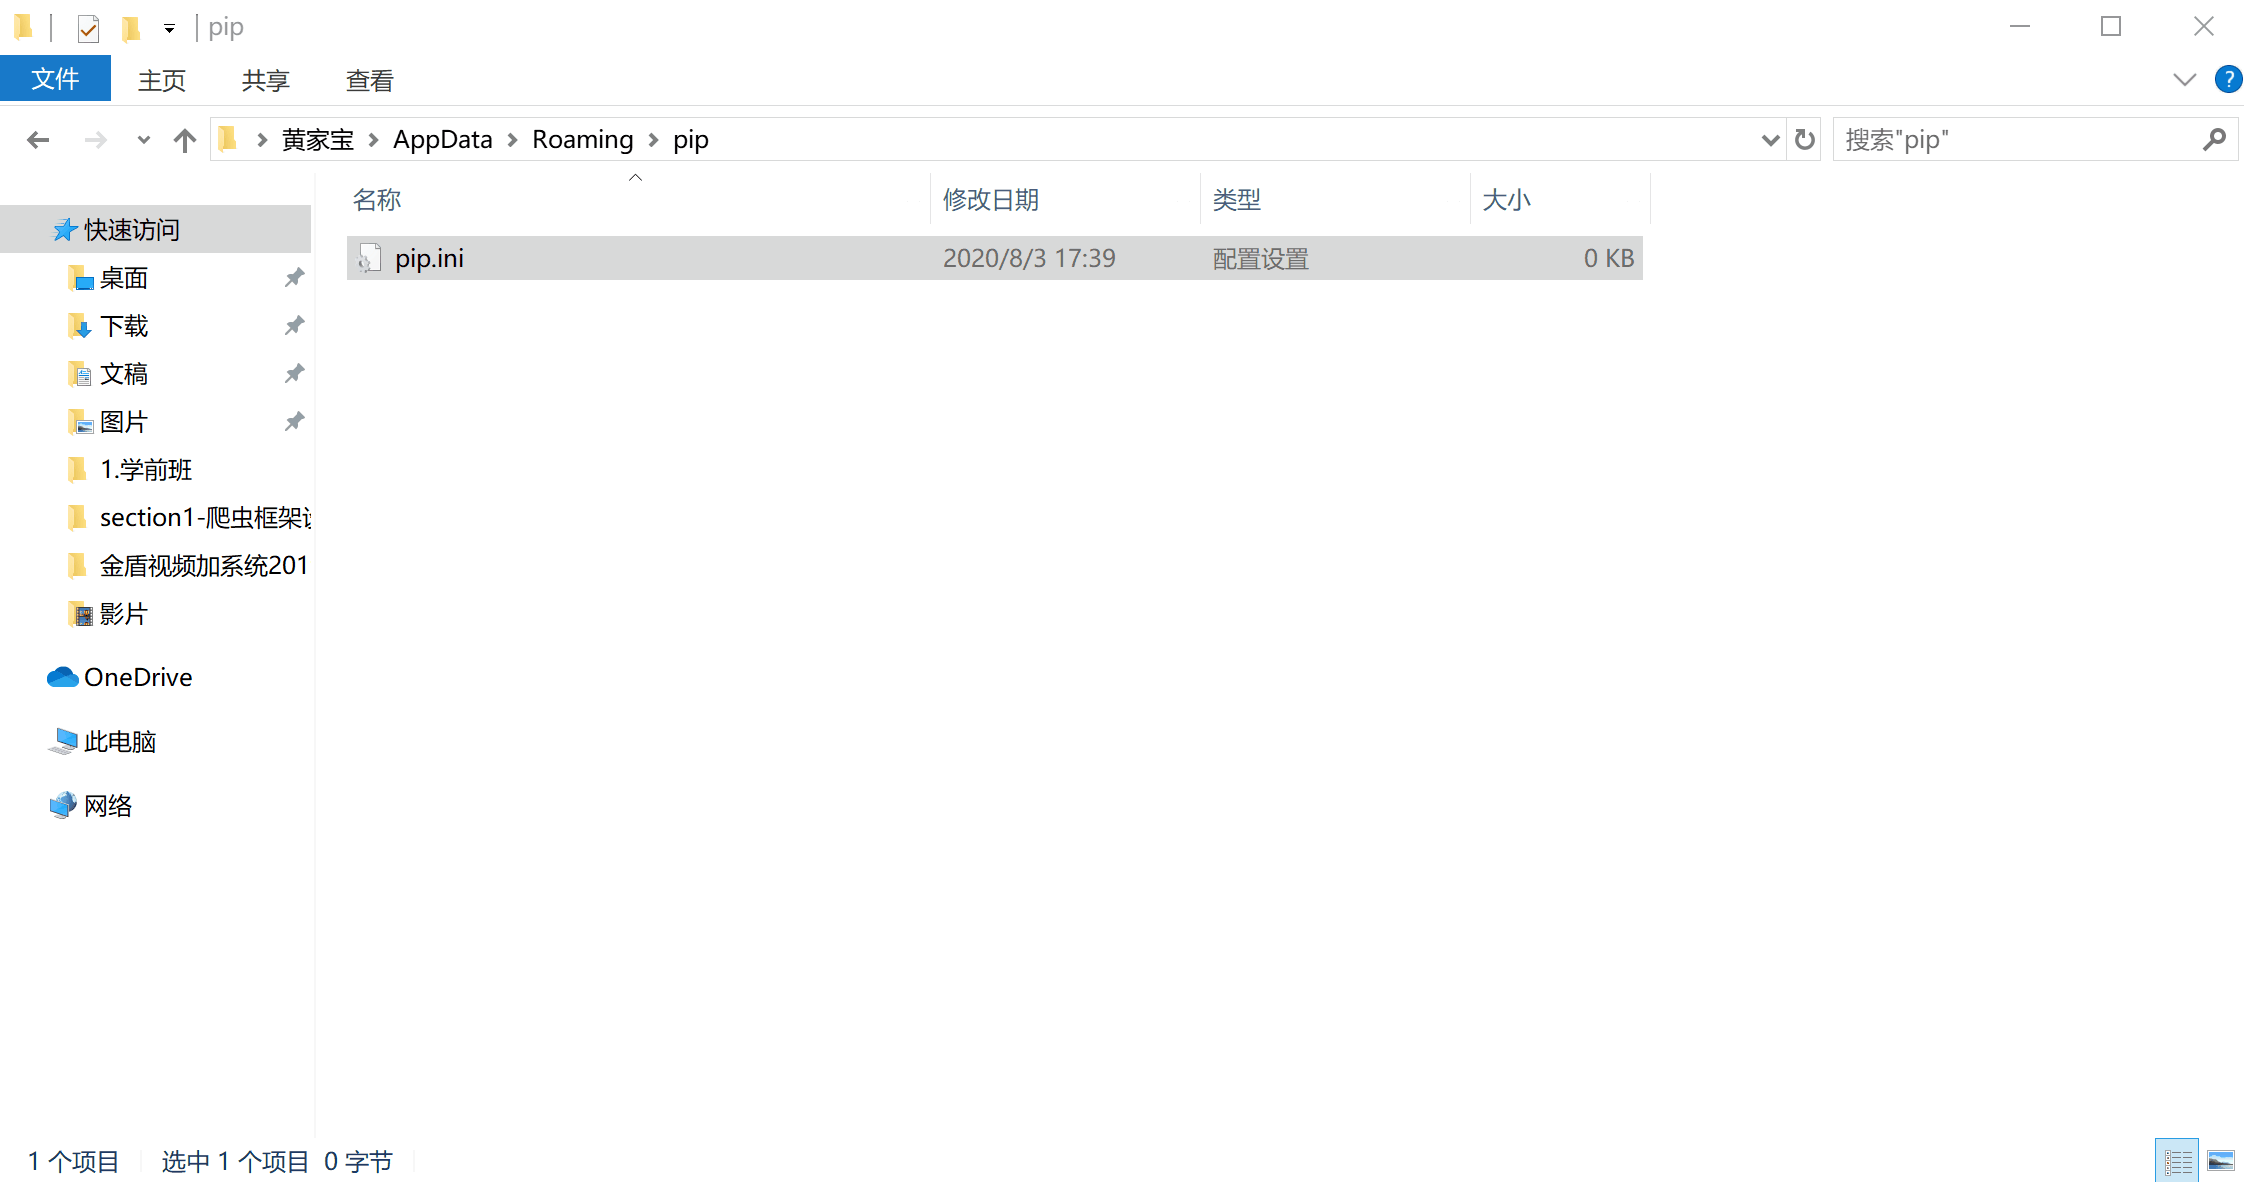 pip
文件 主页 共享 查看
黄家宝 AppData Roaming pip
搜索"pip"
名称 修改日期 类型 大小
pip.ini 2020/8/3 17:39 配置设置 0 KB
快速访问
桌面
下载
文稿
图片
1.学前班
section1-爬虫框架
金盾视频加系统201
影片
OneDrive
此电脑
网络
1 个项目 选中 1 个项目 0 字节